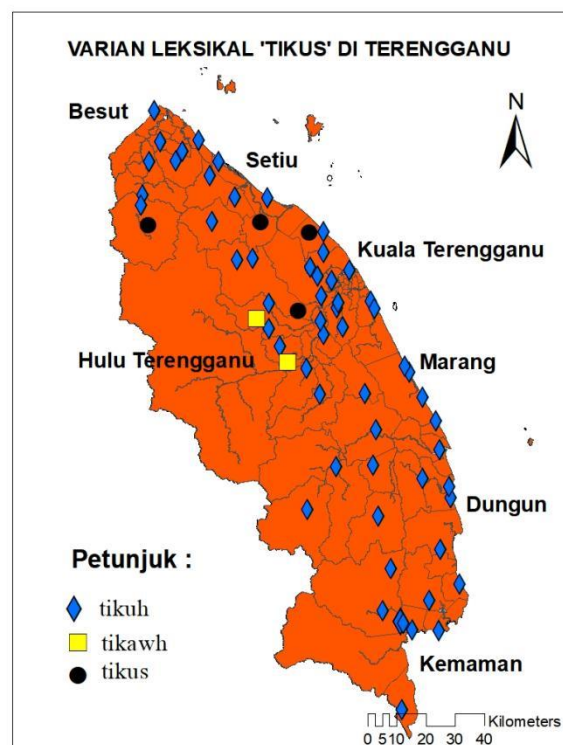 VARIAN LEKSIKAL 'TIKUS' DI TERENGGANU
N
Besut
Setiu
Kuala Terengganu
Hulu Terengganu
Marang
Dungun
Kemaman
Petunjuk :
tikuh
tikawh
tikus
Kilometers
0 5 10 20 30 40